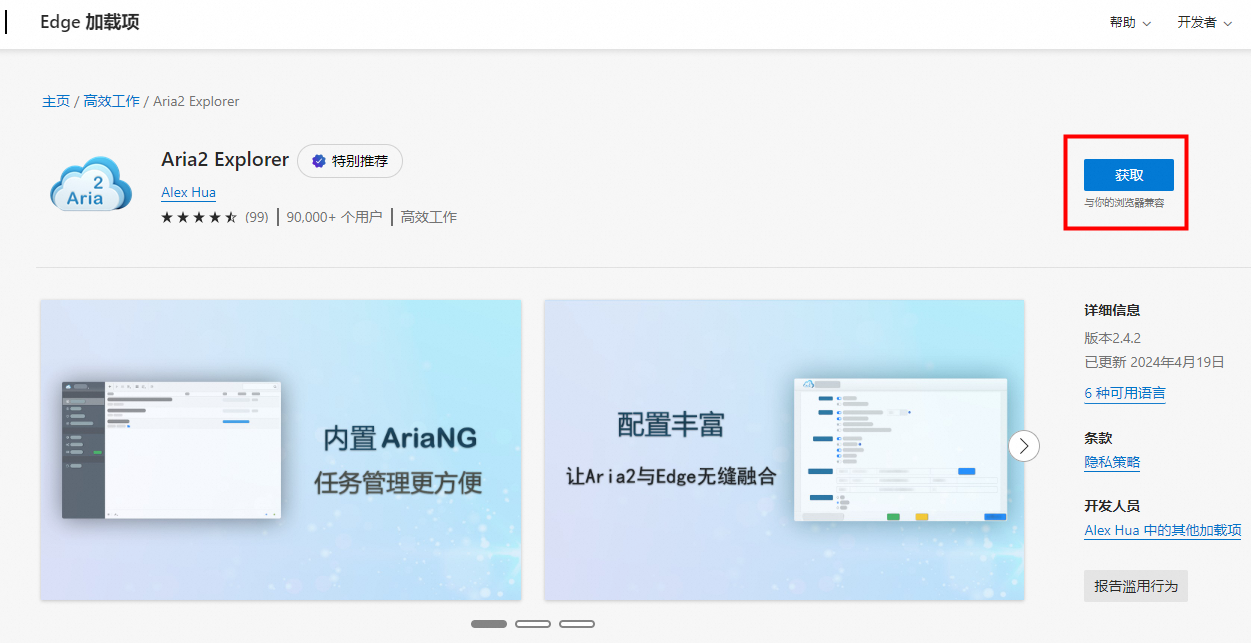 Edge 加载项
帮助
开发者
主页 / 高效工作 / Aria2 Explorer
Aria2 Explorer
特别推荐
Alex Hua
(99)
90,000+ 个用户
高效工作
2
Aria
获取
与你的浏览器兼容
内置 AriaNG
任务管理更方便
配置丰富
让Aria2与Edge无缝融合
详细信息
版本2.4.2
已更新 2024年4月19日
6 种可用语言
条款
隐私策略
开发人员
Alex Hua 中的其他加载项
报告滥用行为